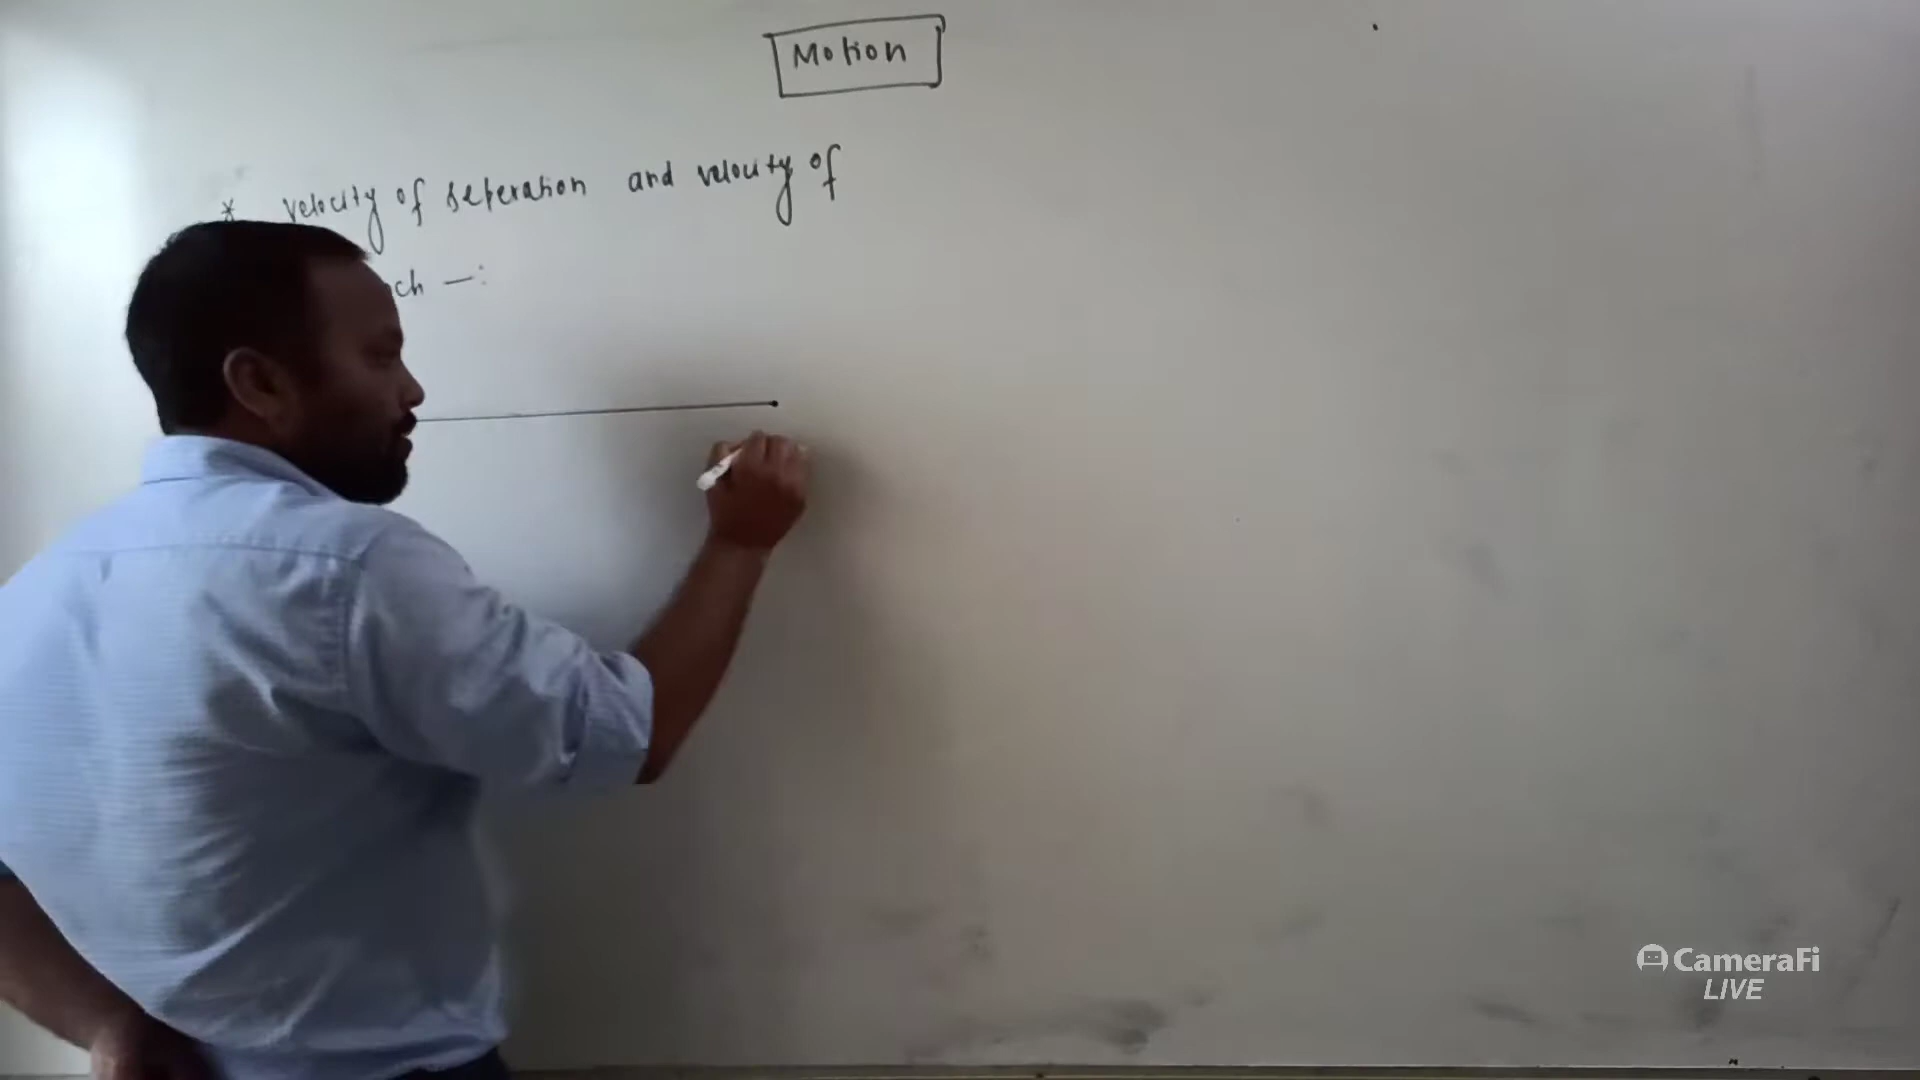 Motion
* velocity of seperation and velocity of
ch —:
CameraFi
LIVE